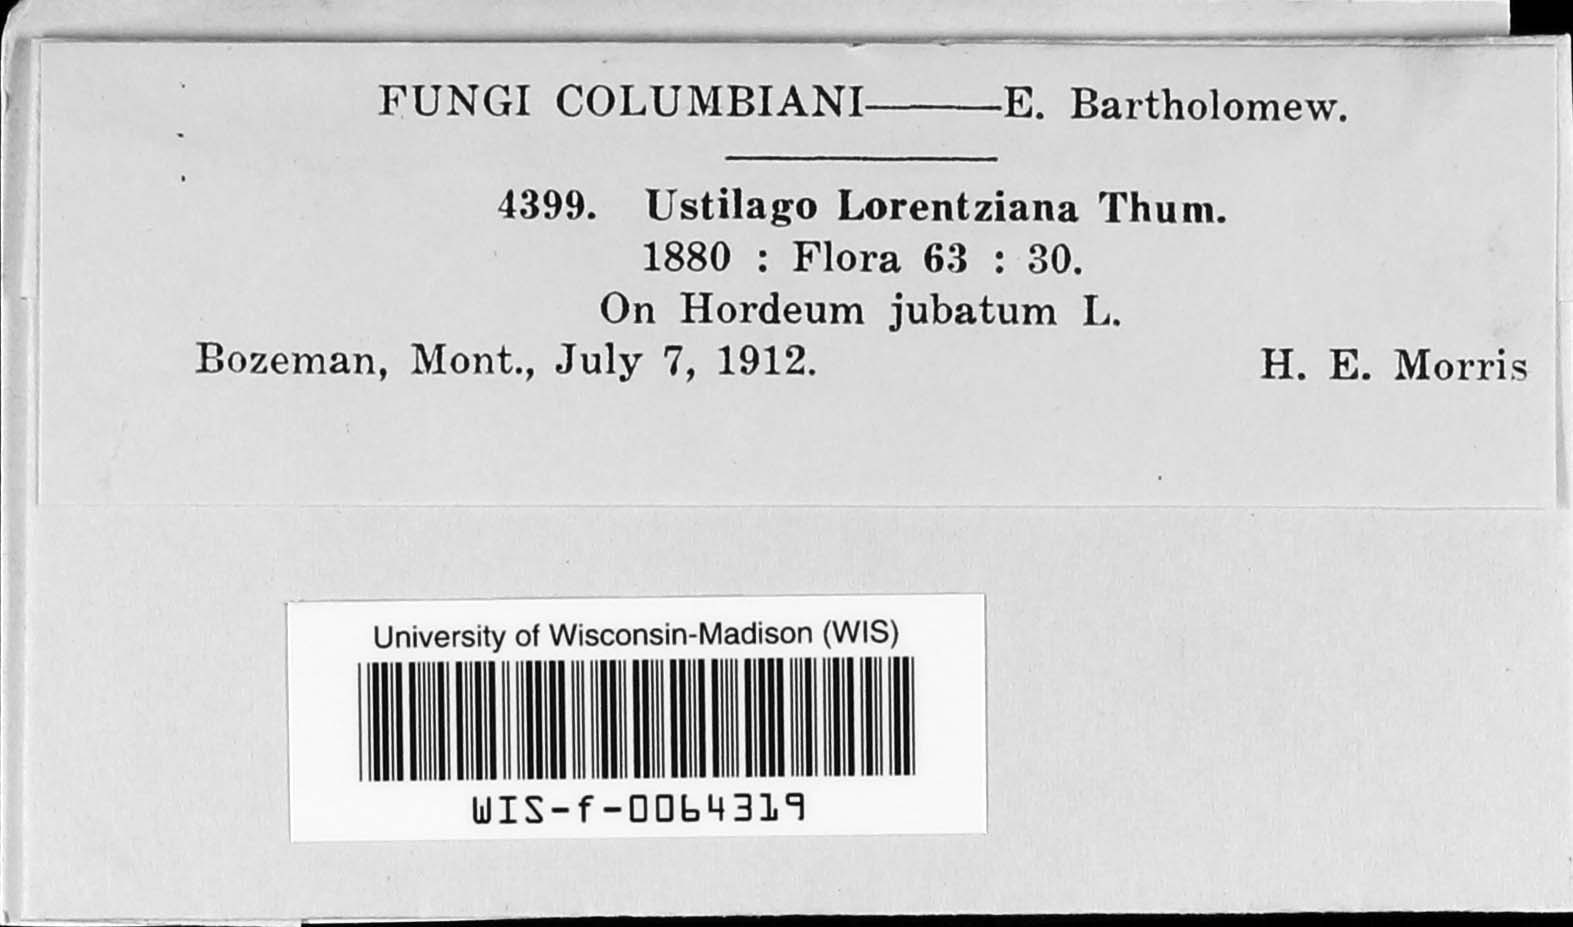 FUNGI COLUMBIANI———E. Bartholomew.
4399. Ustilago Lorentziana Thum.
1880 : Flora 63 : 30.
On Hordeum jubatum L.
Bozeman, Mont., July 7, 1912. H. E. Morris
University of Wisconsin-Madison (WIS)
WIS-f-0064319